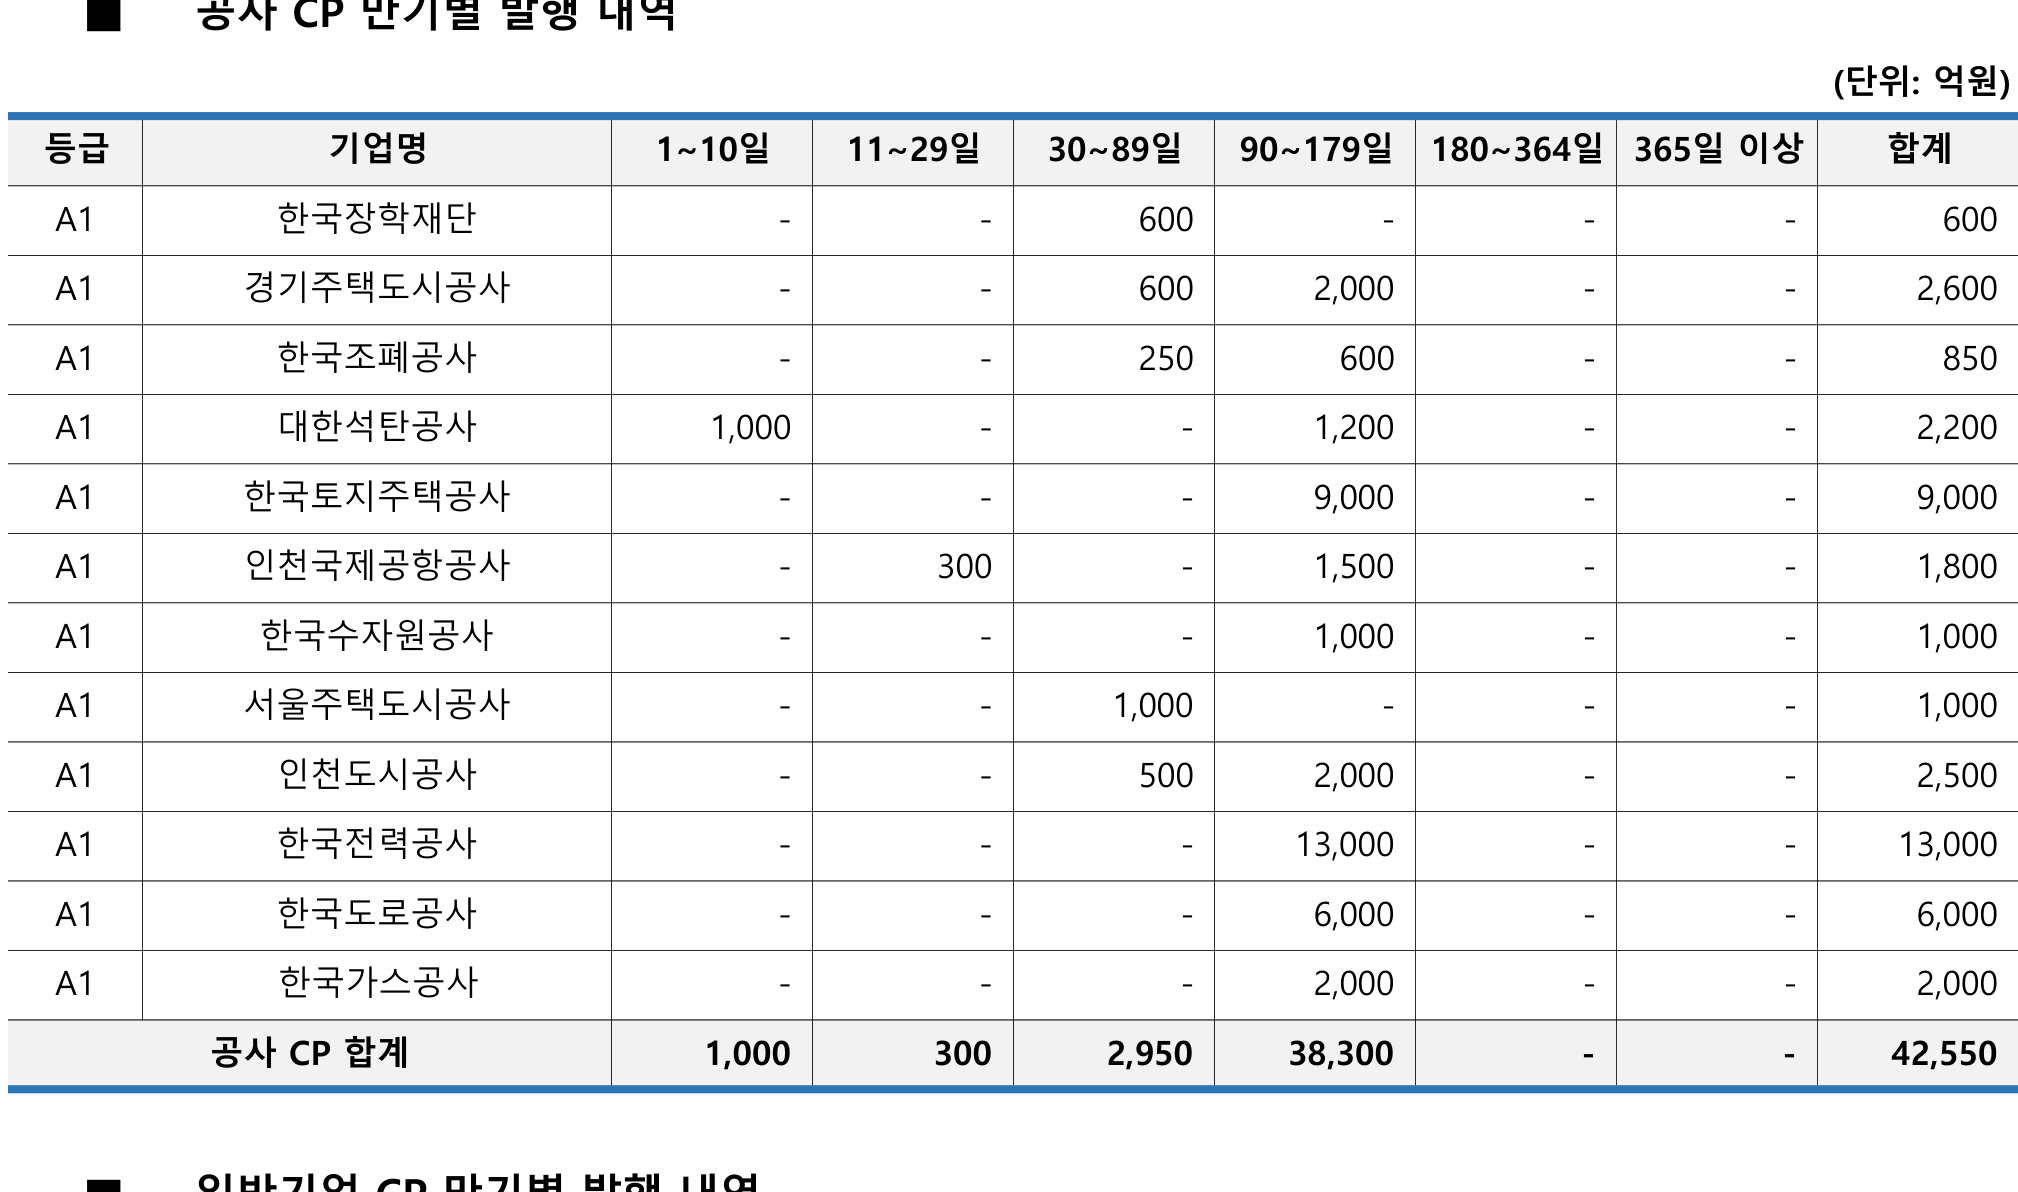 ■ 공사 CP 만기별 발행 내역
(단위: 억원)
등급 기업명 1~10일 11~29일 30~89일 90~179일 180~364일 365일 이상 합계
A1 한국장학재단 - - 600 - - - 600
A1 경기주택도시공사 - - 600 2,000 - - 2,600
A1 한국조폐공사 - - 250 600 - - 850
A1 대한석탄공사 1,000 - - 1,200 - - 2,200
A1 한국토지주택공사 - - - 9,000 - - 9,000
A1 인천국제공항공사 - 300 - 1,500 - - 1,800
A1 한국수자원공사 - - - 1,000 - - 1,000
A1 서울주택도시공사 - - 1,000 - - - 1,000
A1 인천도시공사 - - 500 2,000 - - 2,500
A1 한국전력공사 - - - 13,000 - - 13,000
A1 한국도로공사 - - - 6,000 - - 6,000
A1 한국가스공사 - - - 2,000 - - 2,000
공사 CP 합계 1,000 300 2,950 38,300 - - 42,550
■ 일반기업 CP 만기별 발행 내역